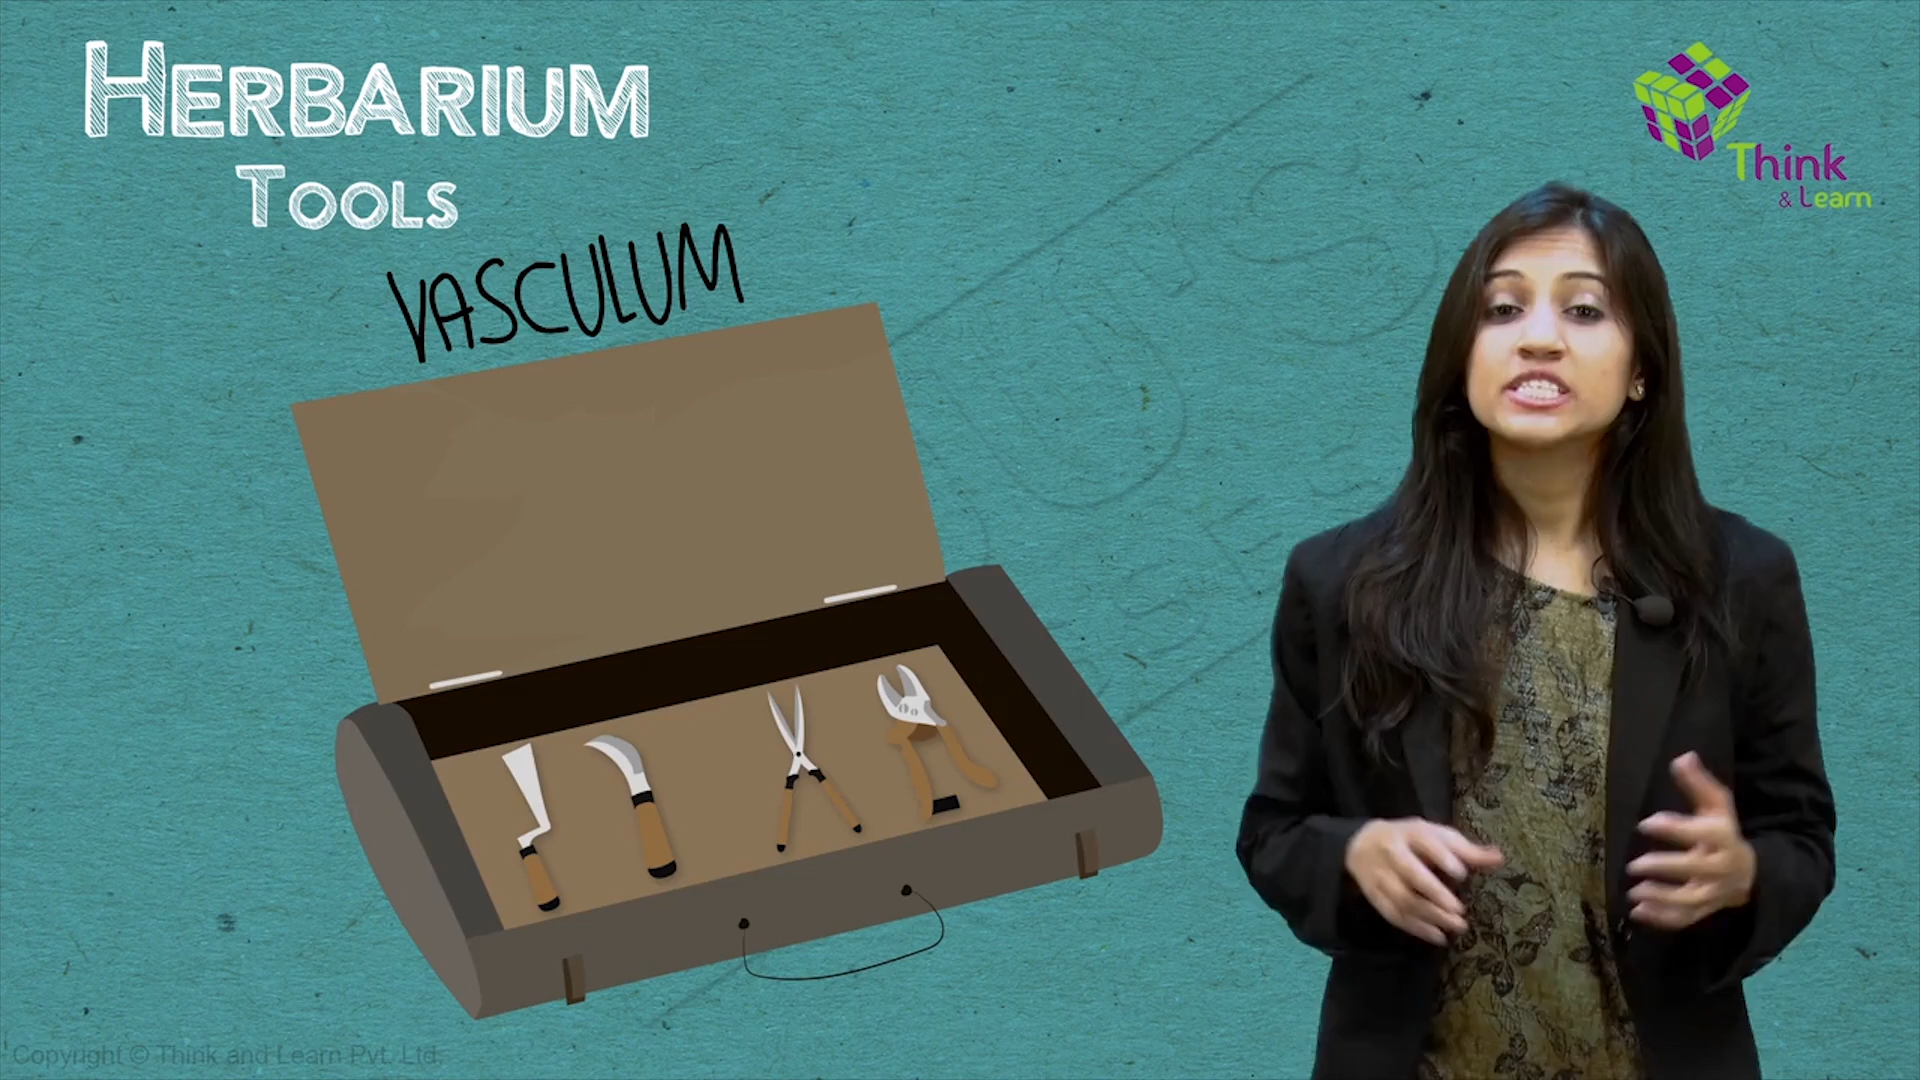 HERBARIUM
TOOLS
VASCULUM
Think
& Learn
Copyright © Think and Learn Pvt. Ltd.